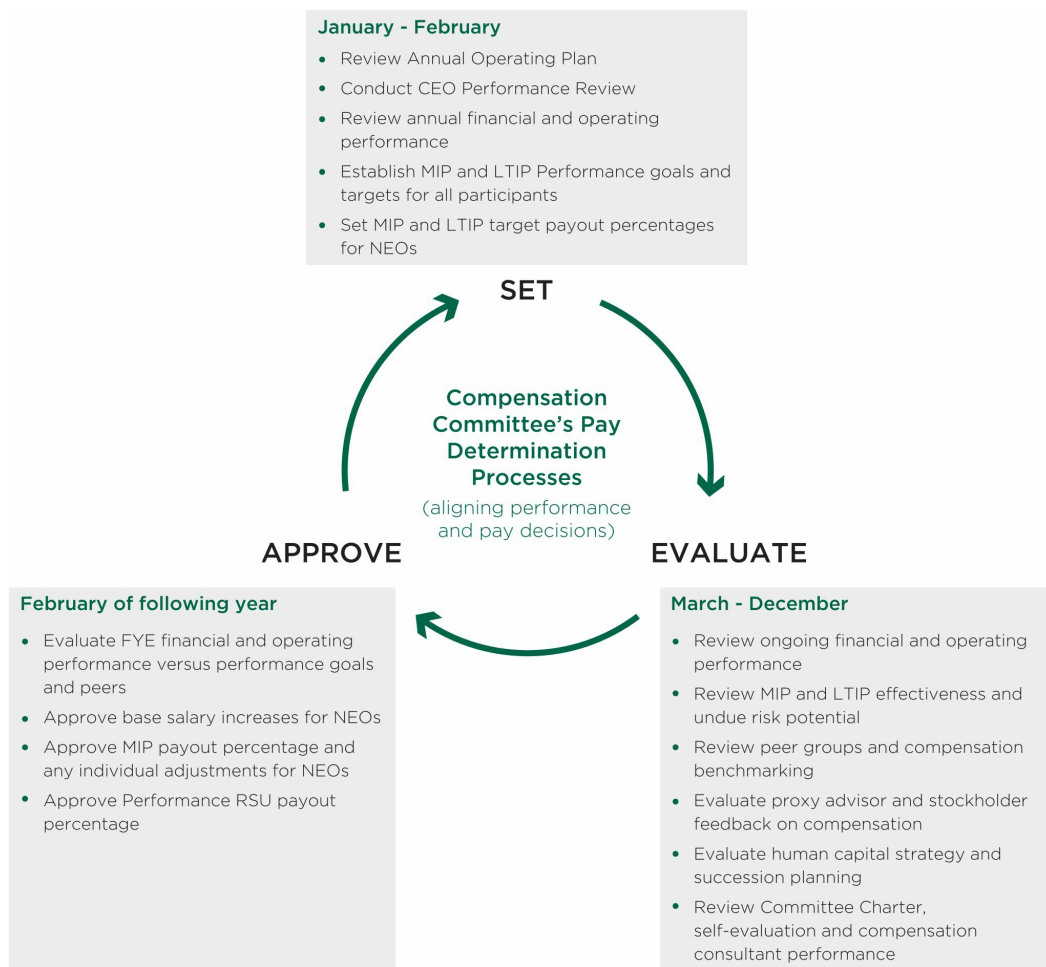 January - February
• Review Annual Operating Plan
• Conduct CEO Performance Review
• Review annual financial and operating
performance
• Establish MIP and LTIP Performance goals and
targets for all participants
• Set MIP and LTIP target payout percentages
for NEOs
SET
Compensation
Committee’s Pay
Determination
Processes
(aligning performance
and pay decisions)
APPROVE
EVALUATE
February of following year
• Evaluate FYE financial and operating
performance versus performance goals
and peers
• Approve base salary increases for NEOs
• Approve MIP payout percentage and
any individual adjustments for NEOs
• Approve Performance RSU payout
percentage
March - December
• Review ongoing financial and operating
performance
• Review MIP and LTIP effectiveness and
undue risk potential
• Review peer groups and compensation
benchmarking
• Evaluate proxy advisor and stockholder
feedback on compensation
• Evaluate human capital strategy and
succession planning
• Review Committee Charter,
self-evaluation and compensation
consultant performance